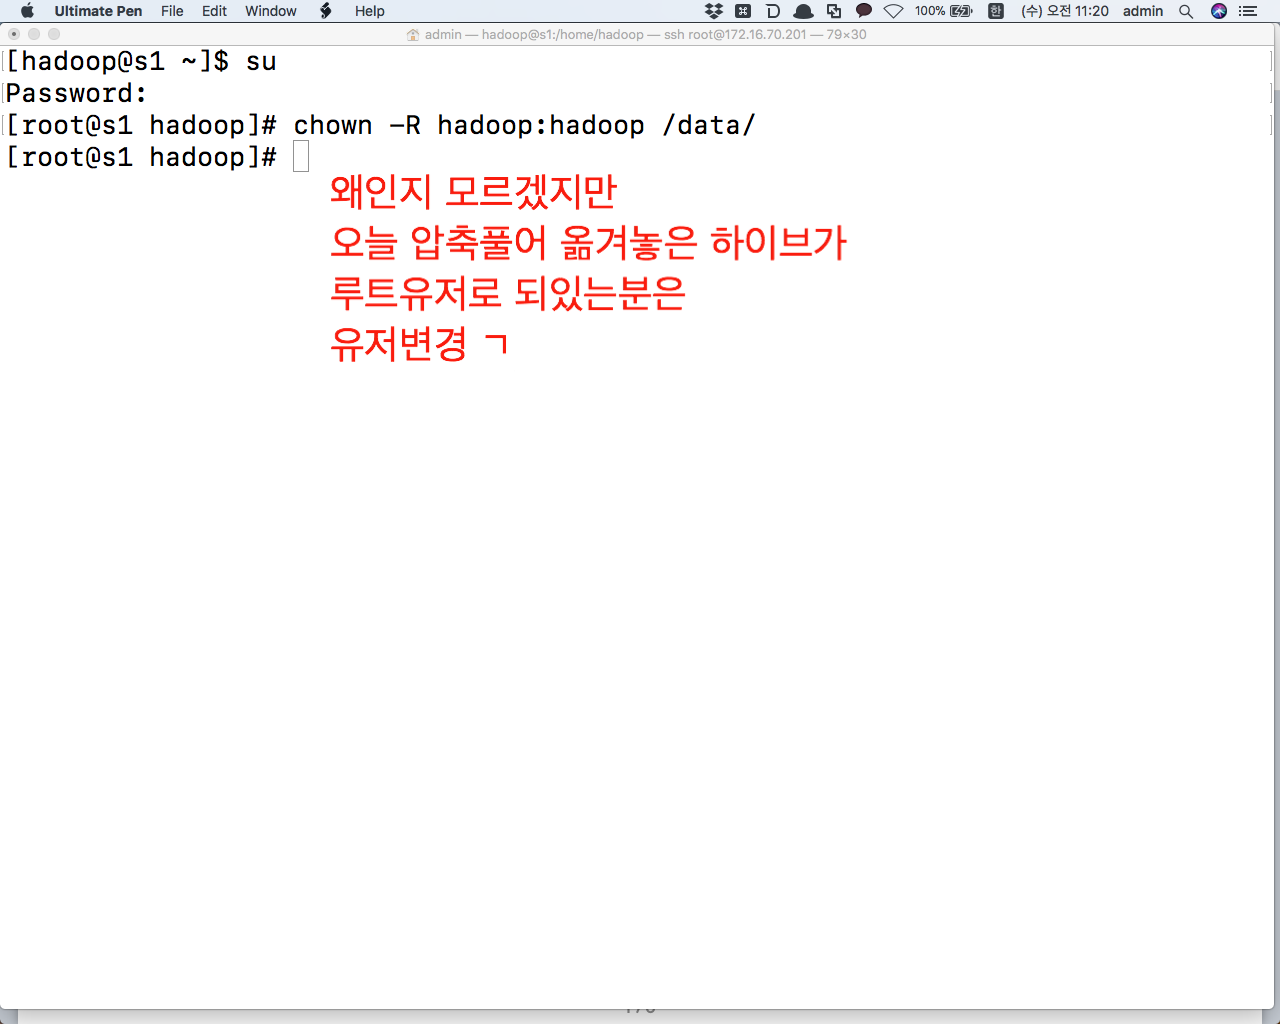 Ultimate Pen File Edit Window Help 100% 한 (수) 오전 11:20 admin
admin — hadoop@s1:/home/hadoop — ssh root@172.16.70.201 — 79×30
[hadoop@s1 ~]$ su
Password:
[root@s1 hadoop]# chown -R hadoop:hadoop /data/
[root@s1 hadoop]#
왜인지 모르겠지만
오늘 압축풀어 옮겨놓은 하이브가
루트유저로 되있는분은
유저변경 ㄱ